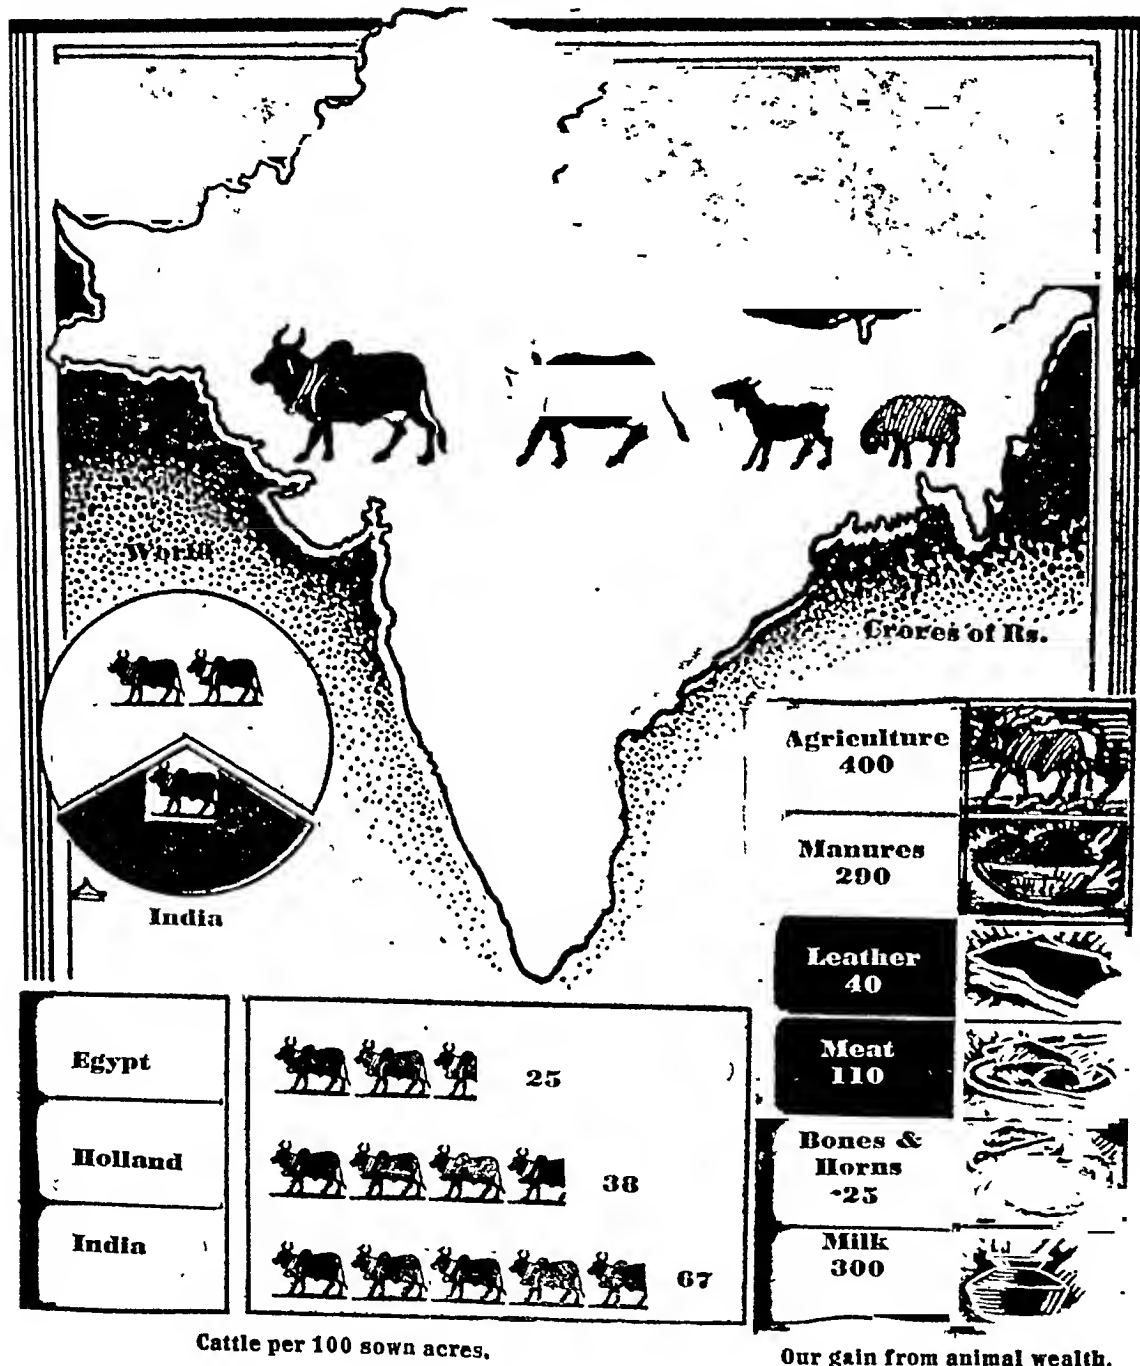 World
India
Crores of Rs.
Agriculture
400
Manures
290
Leather
40
Meat
110
Bones &
Horns
25
Milk
300
Our gain from animal wealth.
Egypt
25
Holland
38
India
67
Cattle per 100 sown acres.